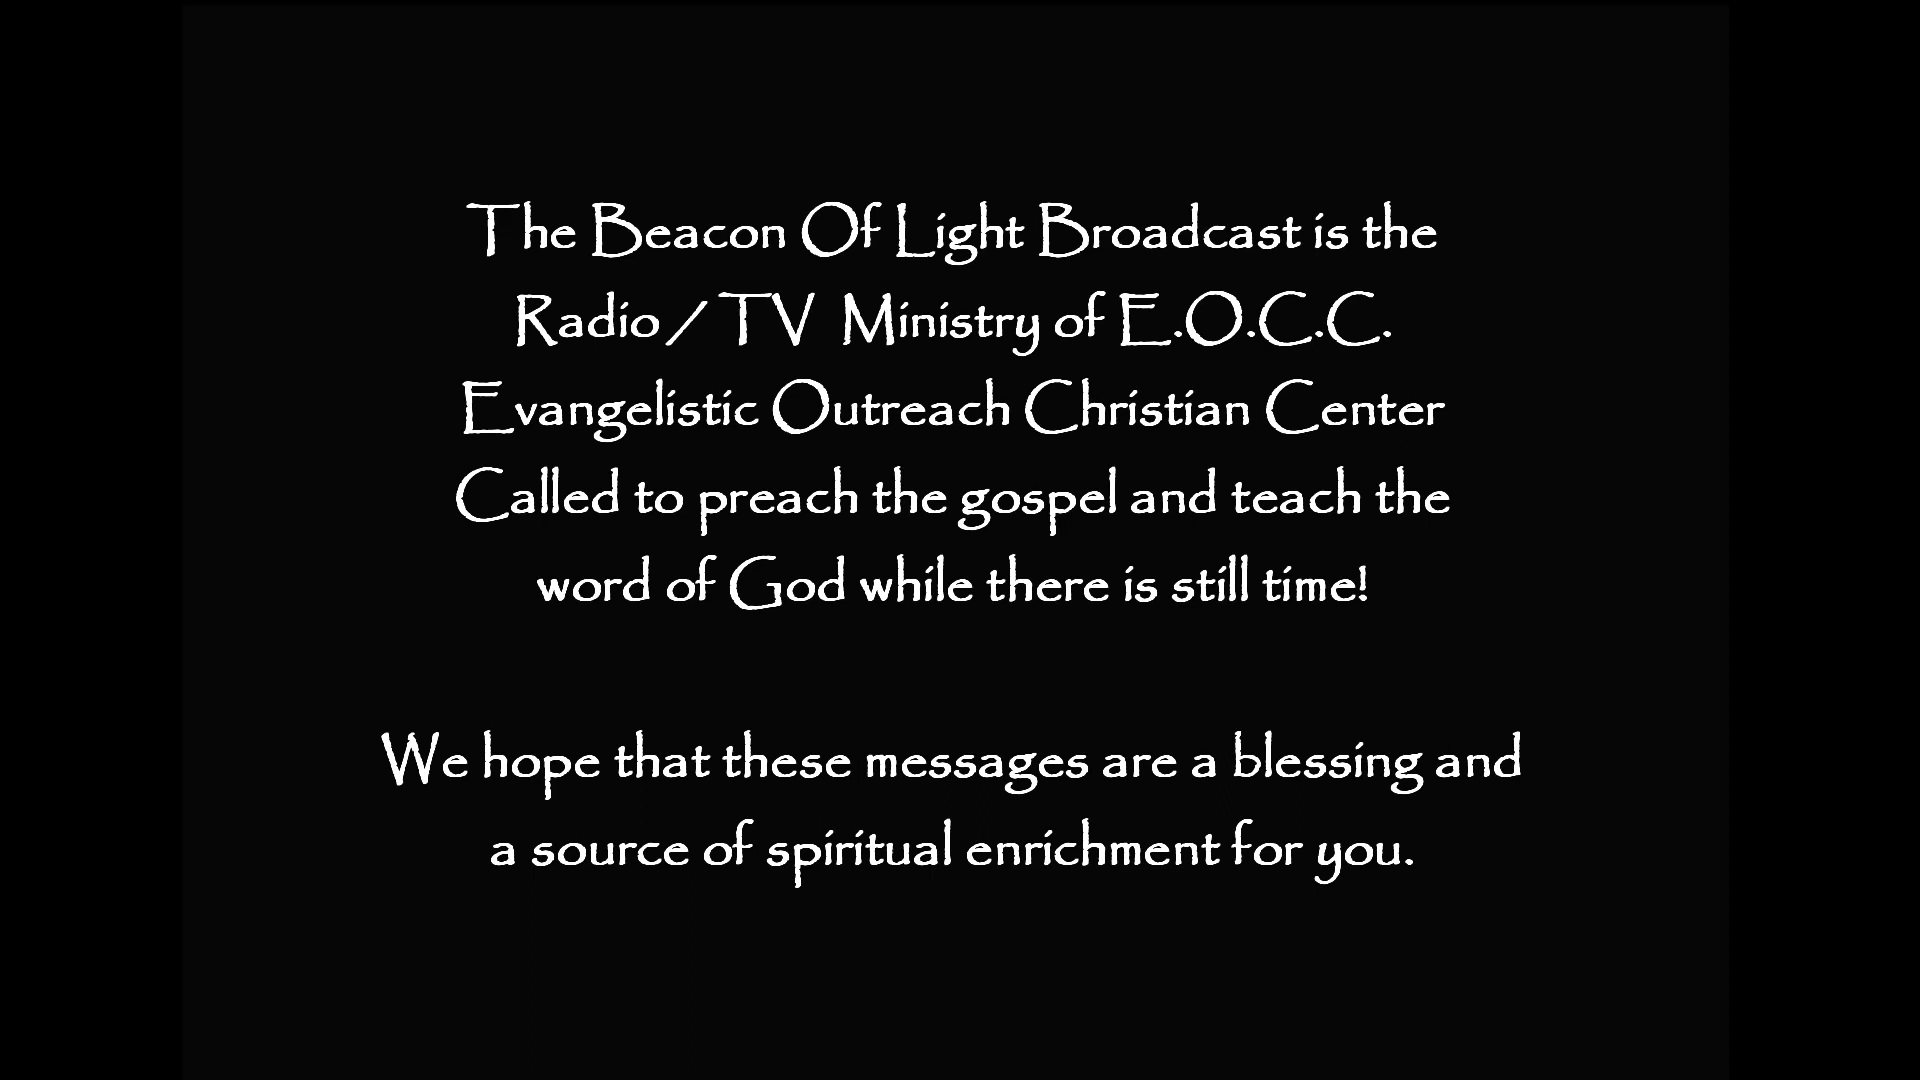 The Beacon Of Light Broadcast is the
Radio / TV Ministry of E.O.C.C.
Evangelistic Outreach Christian Center
Called to preach the gospel and teach the
word of God while there is still time!
We hope that these messages are a blessing and
a source of spiritual enrichment for you.